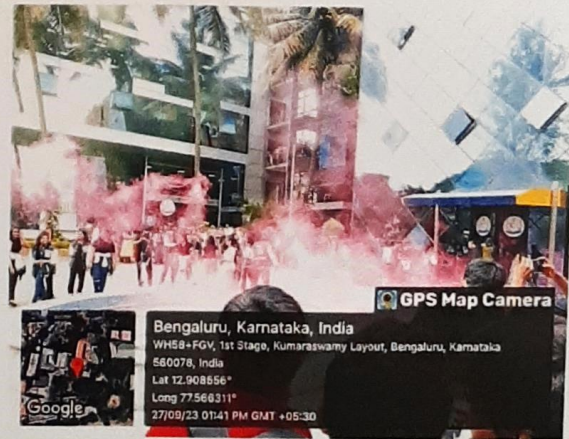 GPS Map Camera
Bengaluru, Karnataka, India
WH58+FGV, 1st Stage, Kumaraswamy Layout, Bengaluru, Karnataka
560078, India
Lat 12.908556°
Long 77.566311°
27/09/23 01:41 PM GMT +05:30
Google